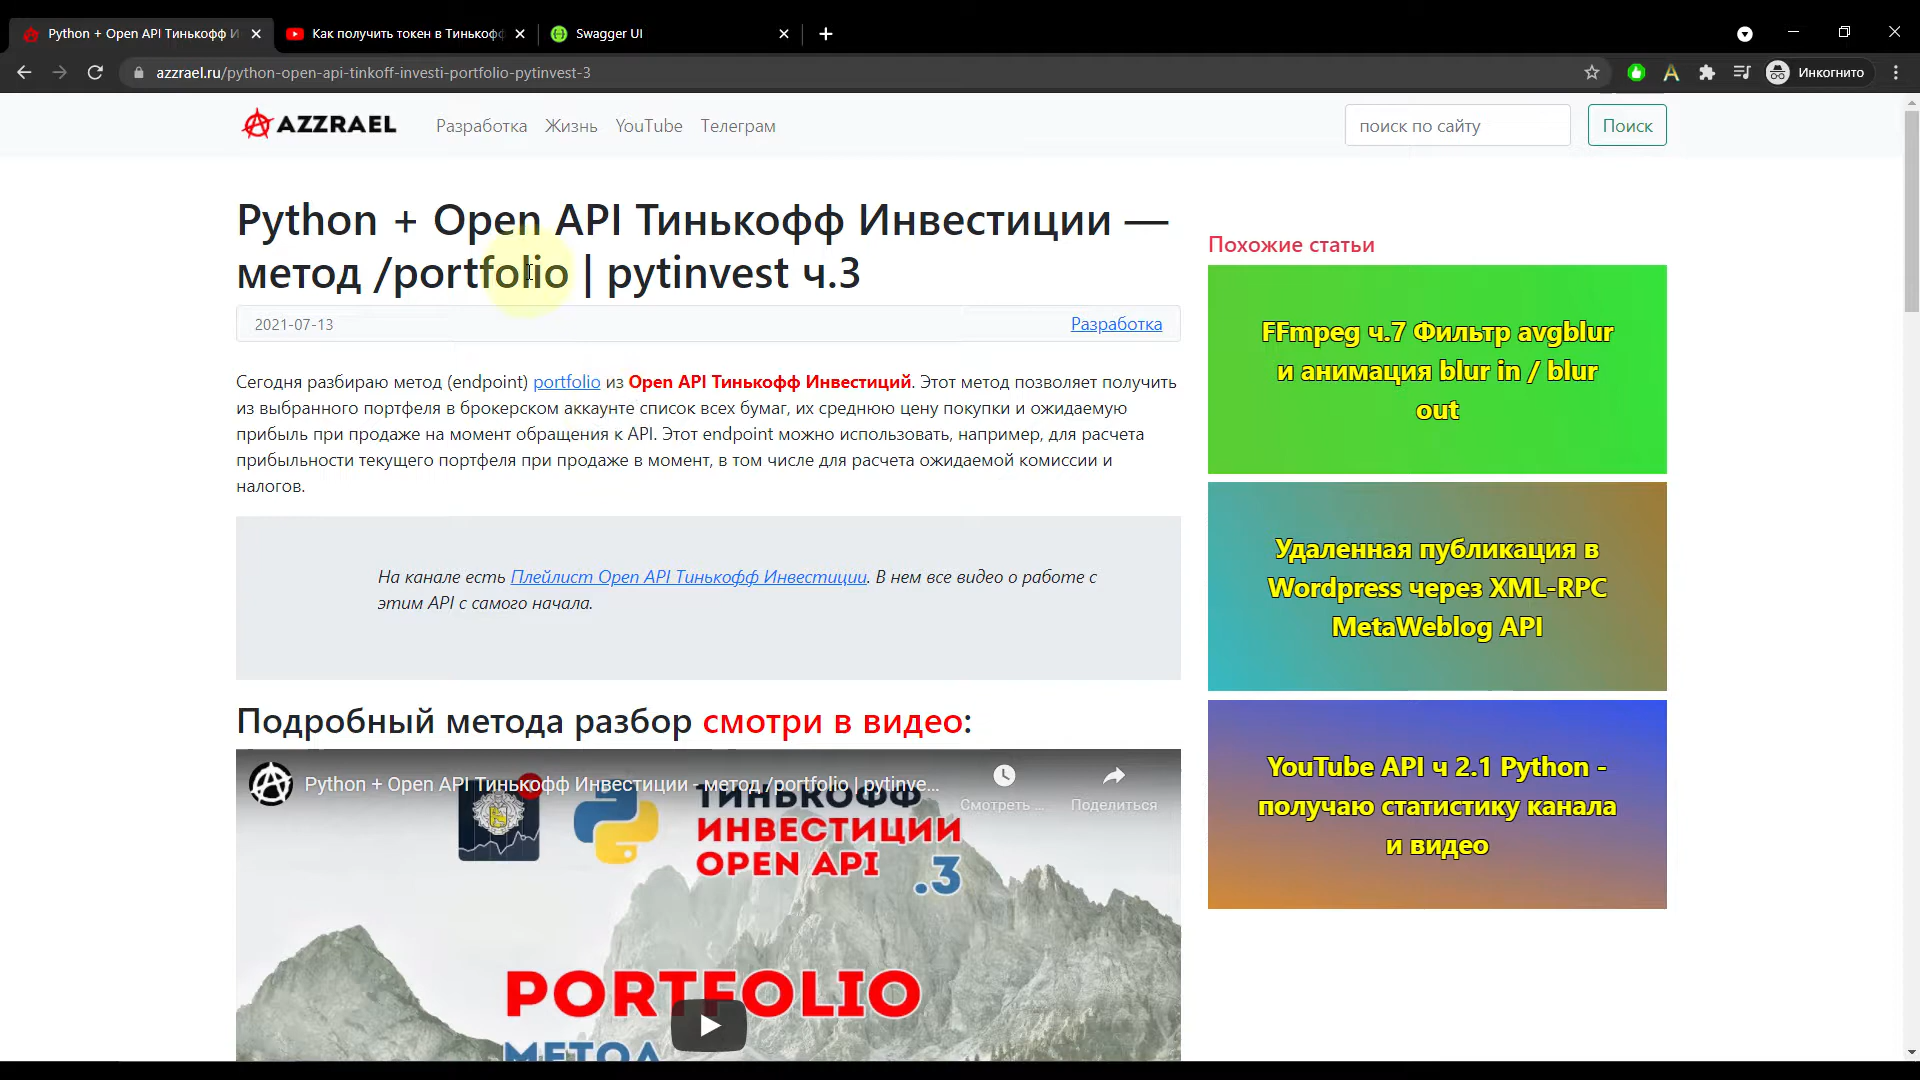 Python + Open API Тинькофф И
Как получить токен в Тинькофф
Swagger UI
azzrael.ru/python-open-api-tinkoff-investi-portfolio-pytinvest-3
Инкогнито
AZZRAEL
Разработка
Жизнь
YouTube
Телеграм
поиск по сайту
Поиск
Python + Open API Тинькофф Инвестиции —
метод /portfolio | pytinvest ч.3
2021-07-13
Разработка
Сегодня разбираю метод (endpoint) portfolio из Open API Тинькофф Инвестиций. Этот метод позволяет получить
из выбранного портфеля в брокерском аккаунте список всех бумаг, их среднюю цену покупки и ожидаемую
прибыль при продаже на момент обращения к API. Этот endpoint можно использовать, например, для расчета
прибыльности текущего портфеля при продаже в момент, в том числе для расчета ожидаемой комиссии и
налогов.
На канале есть Плейлист Open API Тинькофф Инвестиции. В нем все видео о работе с
этим API с самого начала.
Подробный метода разбор смотри в видео:
Python + Open API Тинькофф Инвестиции - метод /portfolio | pytinve...
Смотреть ...
Поделиться
ТИНЬКОФФ
ИНВЕСТИЦИИ
OPEN API
.3
PORTFOLIO
МЕТОД
Похожие статьи
FFmpeg ч.7 Фильтр avgblur
и анимация blur in / blur
out
Удаленная публикация в
Wordpress через XML-RPC
MetaWeblog API
YouTube API ч 2.1 Python -
получаю статистику канала
и видео